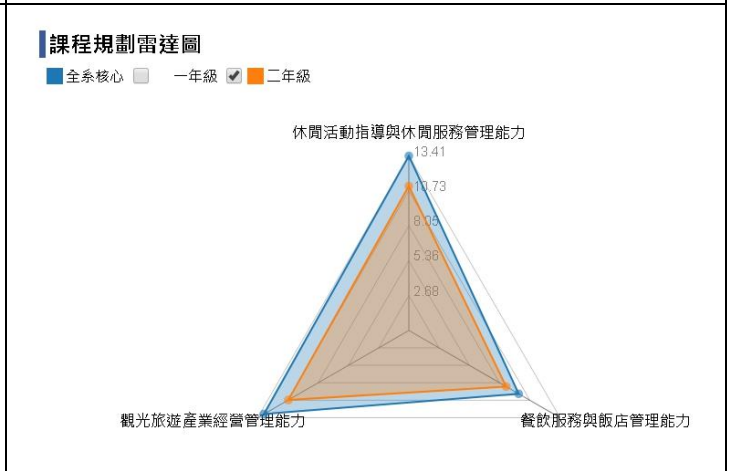 課程規劃雷達圖
全系核心 一年級 二年級
休閒活動指導與休閒服務管理能力
13.41
10.73
8.05
5.36
2.68
觀光旅遊產業經營管理能力
餐飲服務與飯店管理能力